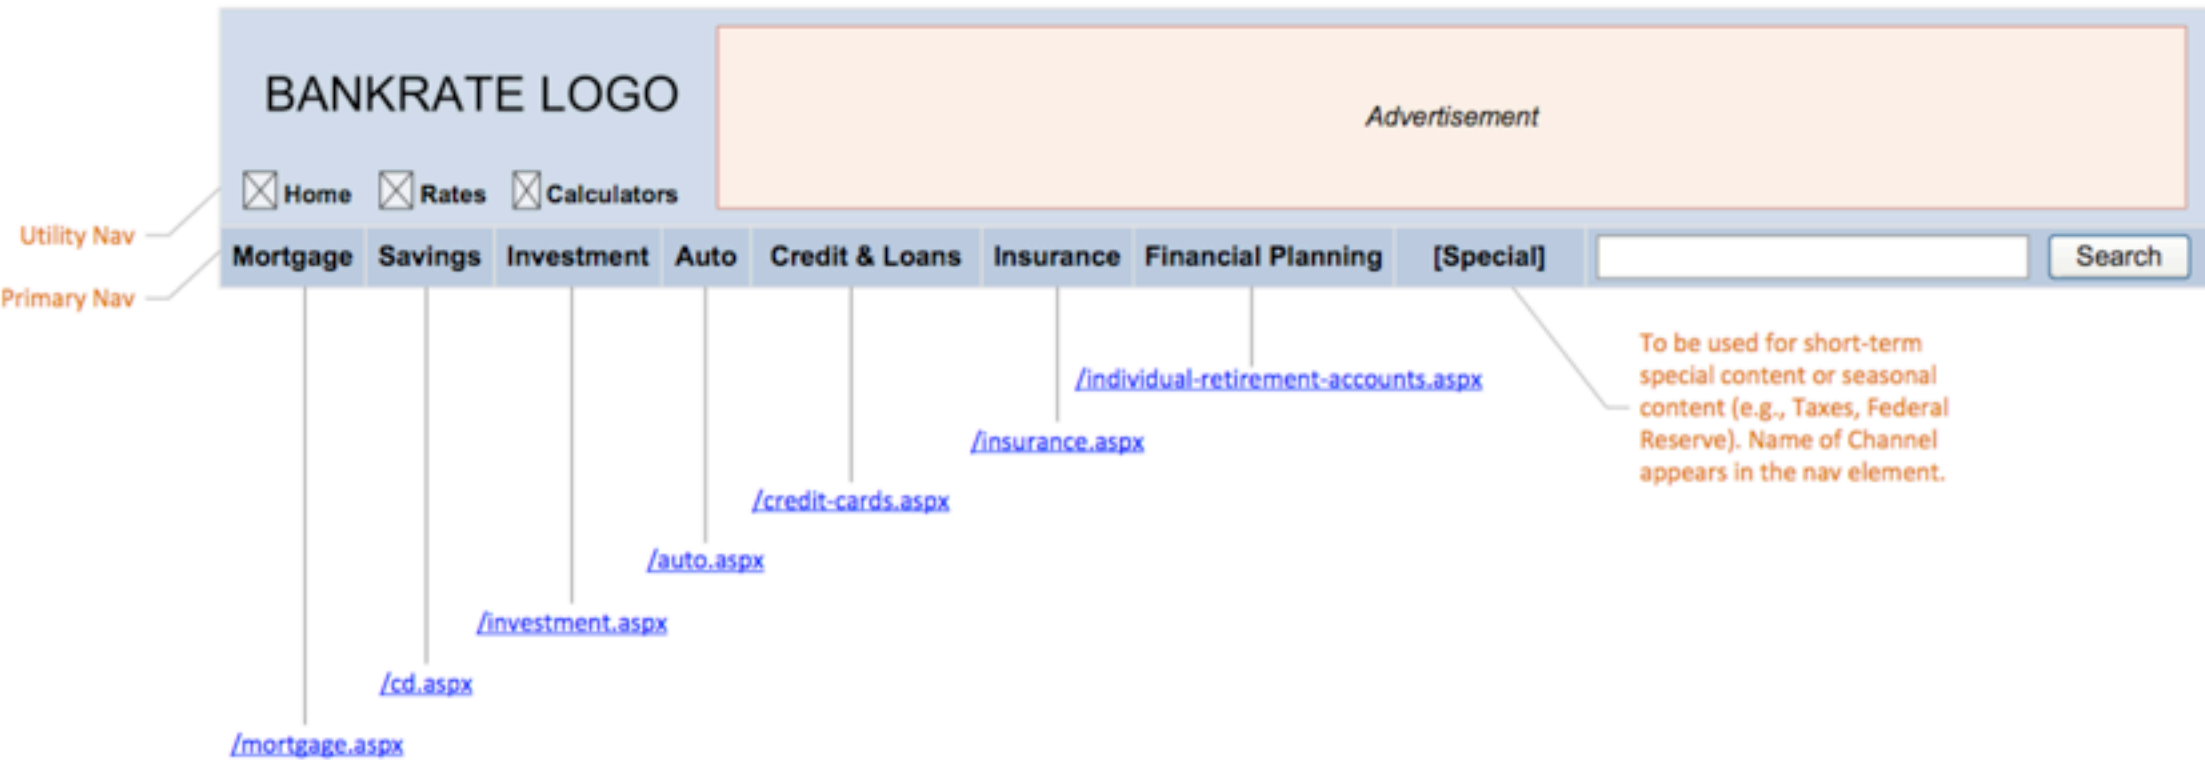 BANKRATE LOGO
Advertisement
Home Rates Calculators
Utility Nav
Mortgage Savings Investment Auto Credit & Loans Insurance Financial Planning [Special] Search
Primary Nav
To be used for short-term
special content or seasonal
content (e.g., Taxes, Federal
Reserve). Name of Channel
appears in the nav element.
/individual-retirement-accounts.aspx
/insurance.aspx
/credit-cards.aspx
/auto.aspx
/investment.aspx
/cd.aspx
/mortgage.aspx